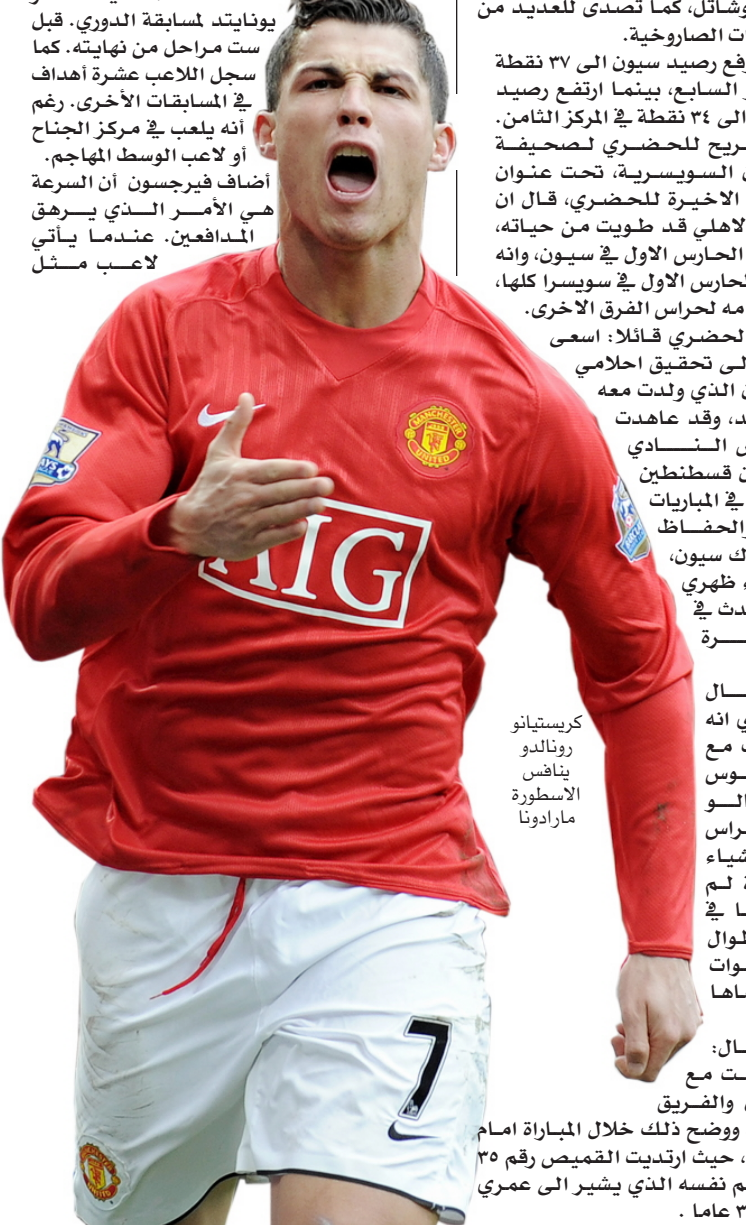 وشاتل، كما تصدى للعديد من
ات الصاروخية.
رفع رصيد سيون الى ٣٧ نقطة
السابع، بينما ارتفع رصيد
الى ٣٤ نقطة في المركز الثامن.
ريح للحضري لصحيفة
السويسرية، تحت عنوان
الاخيرة للحضري، قال ان
الاهلي قد طويت من حياته،
الحارس الاول في سيون، وانه
لحارس الاول في سويسرا كلها،
امه لحراس الفرق الاخرى.
لحضري قائلا: اسعى
لى تحقيق احلامي
الذي ولدت معه
د، وقد عاهدت
النادي
قسطنطين
في المباريات
الحفاظ
ك سيون،
ظهري
دث في
رة
ال
ي انه
مع
وس
الو
راس
شياء
لم
ا في
طوال
وات
اها
ال:
ت مع
والفريق
ووضح ذلك خلال المباراة امام
، حيث ارتديت القميص رقم ٣٥
م نفسه الذي يشير الى عمري
٣ عاما .
يونايتد لمسابقة الدوري. قبل
ست مراحل من نهايته. كما
سجل اللاعب عشرة أهداف
في المسابقات الأخرى. رغم
أنه يلعب في مركز الجناح
أو لاعب الوسط المهاجم.
أضاف فيرجسون أن السرعة
هي الأمر الذي يرهق
المدافعين. عندما يأتي
لاعب مثل
كريستيانو
رونالدو
ينافس
الاسطورة
مارادونا
MANCHESTER
UNITED
AIG
7